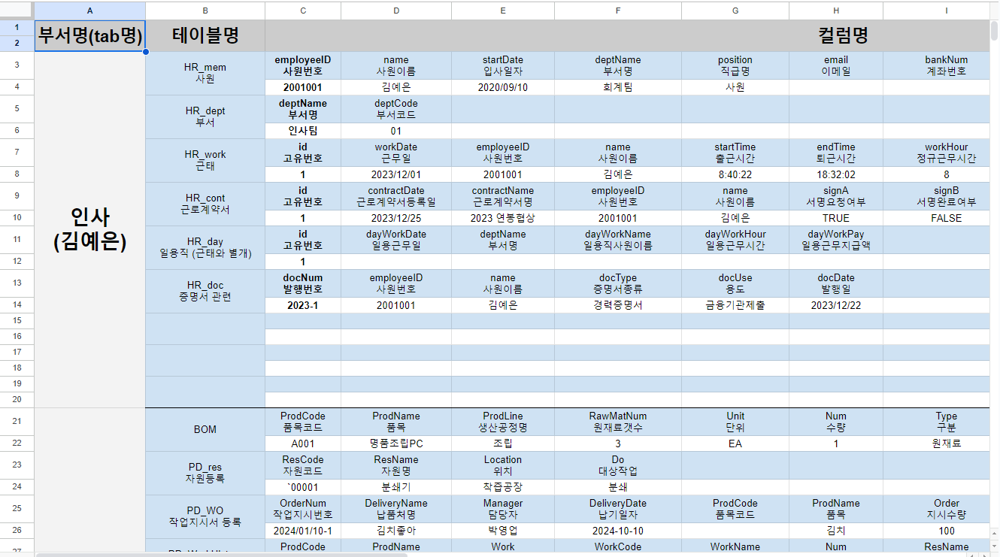 A B C D E F G H I
1 부서명(tab명) 테이블명 컬럼명
2
3 HR_mem 사원 employeeID name startDate deptName position email bankNum
사원번호 사원이름 입사일자 부서명 직급명 이메일 계좌번호
4 2001001 김예은 2020/09/10 회계팀 사원
5 HR_dept 부서 deptName deptCode
부서명 부서코드
6 인사팀 01
7 HR_work 근태 id workDate employeeID name startTime endTime workHour
고유번호 근무일 사원번호 사원이름 출근시간 퇴근시간 정규근무시간
8 1 2023/12/01 2001001 김예은 8:40:22 18:32:02 8
9 HR_cont 근로계약서 id contractDate contractName employeeID name signA signB
고유번호 근로계약서등록일 근로계약서명 사원번호 사원이름 서명요청여부 서명완료여부
인사
(김예은)
10 1 2023/12/25 2023 연봉협상 2001001 김예은 TRUE FALSE
11 HR_day 일용직 (근태와 별개) id dayWorkDate deptName dayWorkName dayWorkHour dayWorkPay
고유번호 일용근무일 부서명 일용직사원이름 일용근무시간 일용근무지급액
12 1
13 HR_doc 증명서 관련 docNum employeeID name docType docUse docDate
발행번호 사원번호 사원이름 증명서종류 용도 발행일
14 2023-1 2001001 김예은 경력증명서 금융기관제출 2023/12/22
15
16
17
18
19
20
21 BOM ProdCode ProdName ProdLine RawMatNum Unit Num Type
품목코드 품목 생산공정명 원재료갯수 단위 수량 구분
22 A001 명품조립PC 조립 3 EA 1 원재료
23 PD_res 자원등록 ResCode ResName Location Do
자원코드 자원명 위치 대상작업
24 `00001 분쇄기 착즙공장 분쇄
25 PD_WO 작업지시서 등록 OrderNum DeliveryName Manager DeliveryDate ProdCode ProdName Order
작업지시번호 납품처명 담당자 납기일자 품목코드 품목 지시수량
26 2024/01/10-1 김치좋아 박영업 2024-10-10 김치 100
27 ProdCode ProdName Work WorkCode WorkName Num ResName